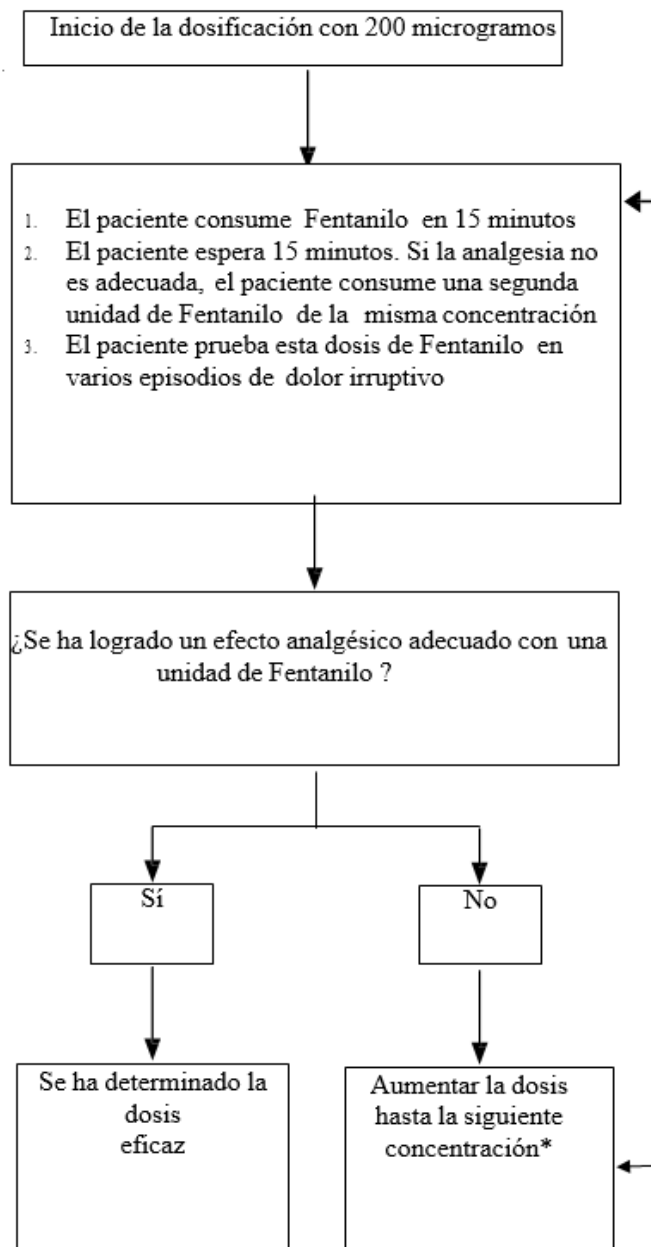 Inicio de la dosificación con 200 microgramos
1. El paciente consume Fentanilo en 15 minutos
2. El paciente espera 15 minutos. Si la analgesia no
es adecuada, el paciente consume una segunda
unidad de Fentanilo de la misma concentración
3. El paciente prueba esta dosis de Fentanilo en
varios episodios de dolor irruptivo
¿Se ha logrado un efecto analgésico adecuado con una
unidad de Fentanilo ?
Sí
No
Se ha determinado la
dosis
eficaz
Aumentar la dosis
hasta la siguiente
concentración*